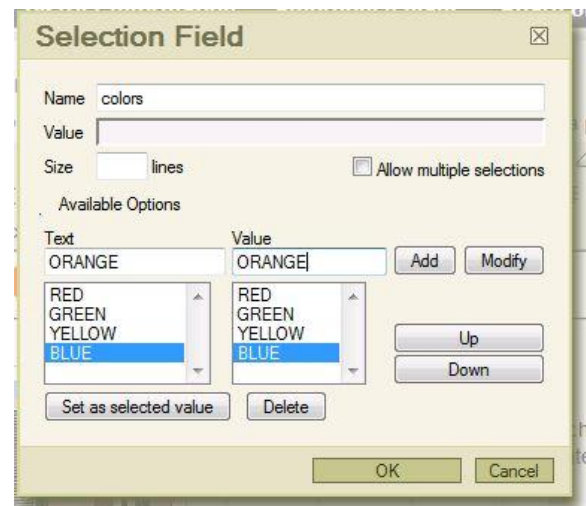 Selection Field
Name colors
Value
Size lines Allow multiple selections
Available Options
Text Value
ORANGE ORANGE Add Modify
RED RED
GREEN GREEN
YELLOW YELLOW Up
BLUE BLUE Down
Set as selected value Delete
OK Cancel